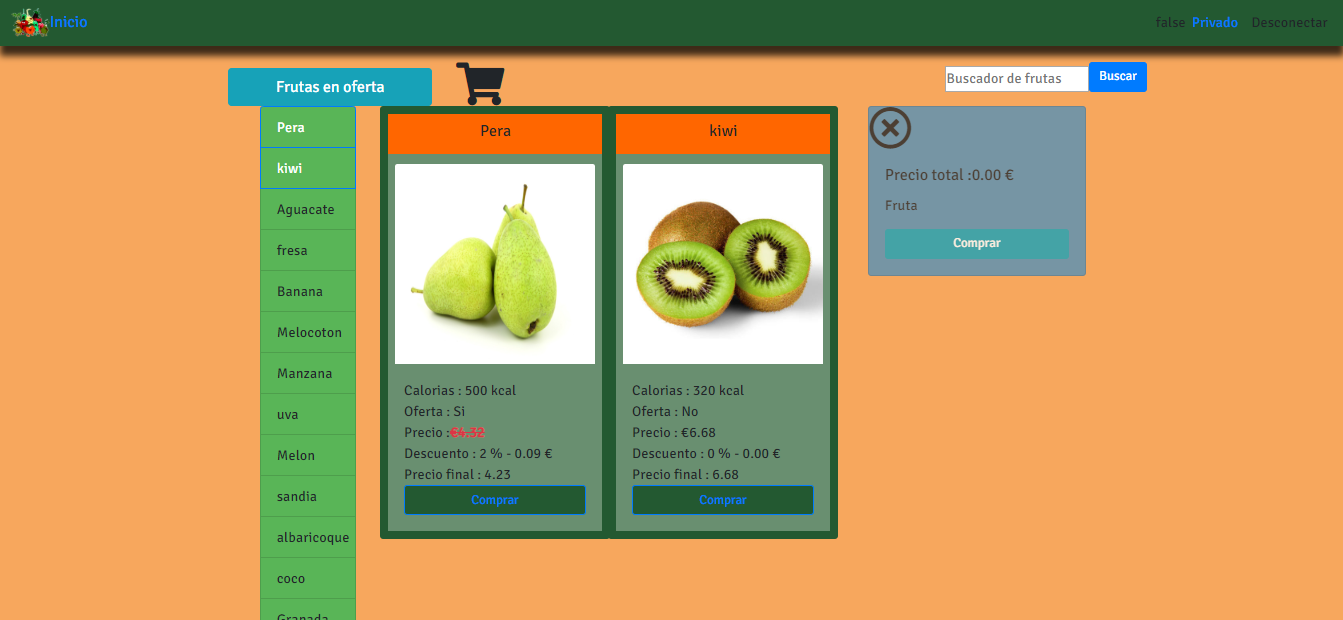 Inicio
false Privado Desconectar
Frutas en oferta
Buscador de frutas Buscar
Pera
kiwi
Aguacate
fresa
Banana
Melocoton
Manzana
uva
Melon
sandia
albaricoque
coco
Granada
Pera
Calorias : 500 kcal
Oferta : Si
Precio :€4.32
Descuento : 2 % - 0.09 €
Precio final : 4.23
Comprar
kiwi
Calorias : 320 kcal
Oferta : No
Precio : €6.68
Descuento : 0 % - 0.00 €
Precio final : 6.68
Comprar
Precio total :0.00 €
Fruta
Comprar